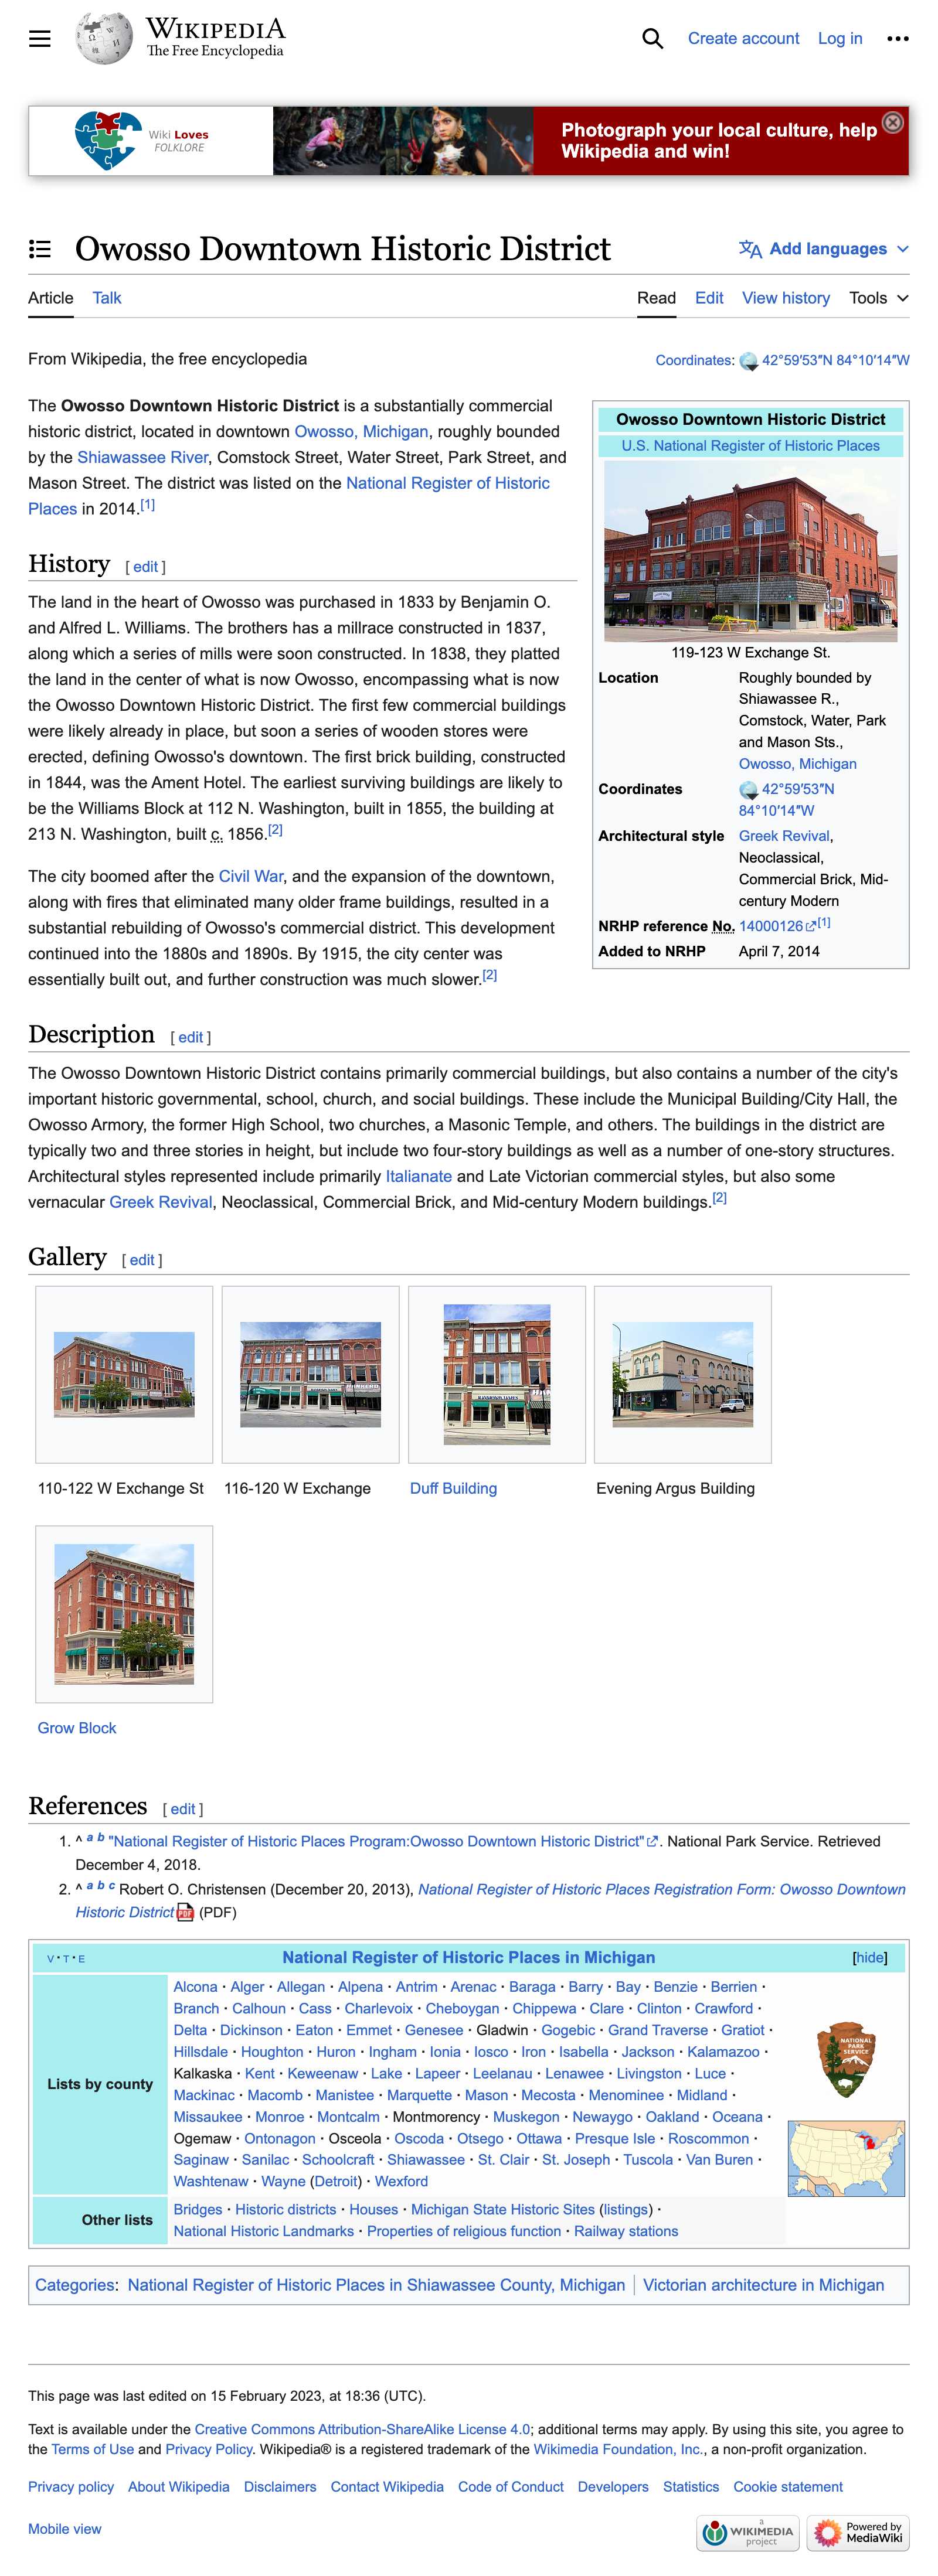 WIKIPEDIA
The Free Encyclopedia
Create account Log in
Wiki Loves
FOLKLORE
Photograph your local culture, help
Wikipedia and win!
Owosso Downtown Historic District
Add languages
Article Talk
Read Edit View history Tools
From Wikipedia, the free encyclopedia
Coordinates: 42°59′53″N 84°10′14″W
The Owosso Downtown Historic District is a substantially commercial
historic district, located in downtown Owosso, Michigan, roughly bounded
by the Shiawassee River, Comstock Street, Water Street, Park Street, and
Mason Street. The district was listed on the National Register of Historic
Places in 2014.[1]
History [ edit ]
The land in the heart of Owosso was purchased in 1833 by Benjamin O.
and Alfred L. Williams. The brothers has a millrace constructed in 1837,
along which a series of mills were soon constructed. In 1838, they platted
the land in the center of what is now Owosso, encompassing what is now
the Owosso Downtown Historic District. The first few commercial buildings
were likely already in place, but soon a series of wooden stores were
erected, defining Owosso's downtown. The first brick building, constructed
in 1844, was the Ament Hotel. The earliest surviving buildings are likely to
be the Williams Block at 112 N. Washington, built in 1855, the building at
213 N. Washington, built c. 1856.[2]
The city boomed after the Civil War, and the expansion of the downtown,
along with fires that eliminated many older frame buildings, resulted in a
substantial rebuilding of Owosso's commercial district. This development
continued into the 1880s and 1890s. By 1915, the city center was
essentially built out, and further construction was much slower.[2]
Owosso Downtown Historic District
U.S. National Register of Historic Places
119-123 W Exchange St.
Location Roughly bounded by
Shiawassee R.,
Comstock, Water, Park
and Mason Sts.,
Owosso, Michigan
Coordinates 42°59′53″N
84°10′14″W
Architectural style Greek Revival,
Neoclassical,
Commercial Brick, Mid-
century Modern
NRHP reference No. 14000126[1]
Added to NRHP April 7, 2014
Description [ edit ]
The Owosso Downtown Historic District contains primarily commercial buildings, but also contains a number of the city's
important historic governmental, school, church, and social buildings. These include the Municipal Building/City Hall, the
Owosso Armory, the former High School, two churches, a Masonic Temple, and others. The buildings in the district are
typically two and three stories in height, but include two four-story buildings as well as a number of one-story structures.
Architectural styles represented include primarily Italianate and Late Victorian commercial styles, but also some
vernacular Greek Revival, Neoclassical, Commercial Brick, and Mid-century Modern buildings.[2]
Gallery [ edit ]
110-122 W Exchange St 116-120 W Exchange Duff Building Evening Argus Building
Grow Block
References [ edit ]
1. ^ a b "National Register of Historic Places Program:Owosso Downtown Historic District". National Park Service. Retrieved
December 4, 2018.
2. ^ a b c Robert O. Christensen (December 20, 2013), National Register of Historic Places Registration Form: Owosso Downtown
Historic District PDF (PDF)
V · T · E National Register of Historic Places in Michigan [hide]
Lists by county
Alcona · Alger · Allegan · Alpena · Antrim · Arenac · Baraga · Barry · Bay · Benzie · Berrien ·
Branch · Calhoun · Cass · Charlevoix · Cheboygan · Chippewa · Clare · Clinton · Crawford ·
Delta · Dickinson · Eaton · Emmet · Genesee · Gladwin · Gogebic · Grand Traverse · Gratiot ·
Hillsdale · Houghton · Huron · Ingham · Ionia · Iosco · Iron · Isabella · Jackson · Kalamazoo ·
Kalkaska · Kent · Keweenaw · Lake · Lapeer · Leelanau · Lenawee · Livingston · Luce ·
Mackinac · Macomb · Manistee · Marquette · Mason · Mecosta · Menominee · Midland ·
Missaukee · Monroe · Montcalm · Montmorency · Muskegon · Newaygo · Oakland · Oceana ·
Ogemaw · Ontonagon · Osceola · Oscoda · Otsego · Ottawa · Presque Isle · Roscommon ·
Saginaw · Sanilac · Schoolcraft · Shiawassee · St. Clair · St. Joseph · Tuscola · Van Buren ·
Washtenaw · Wayne (Detroit) · Wexford
NATIONAL
PARK
SERVICE
Other lists
Bridges · Historic districts · Houses · Michigan State Historic Sites (listings) ·
National Historic Landmarks · Properties of religious function · Railway stations
Categories: National Register of Historic Places in Shiawassee County, Michigan | Victorian architecture in Michigan
This page was last edited on 15 February 2023, at 18:36 (UTC).
Text is available under the Creative Commons Attribution-ShareAlike License 4.0; additional terms may apply. By using this site, you agree to
the Terms of Use and Privacy Policy. Wikipedia® is a registered trademark of the Wikimedia Foundation, Inc., a non-profit organization.
Privacy policy About Wikipedia Disclaimers Contact Wikipedia Code of Conduct Developers Statistics Cookie statement
Mobile view
a
WIKIMEDIA
project
Powered by
MediaWiki